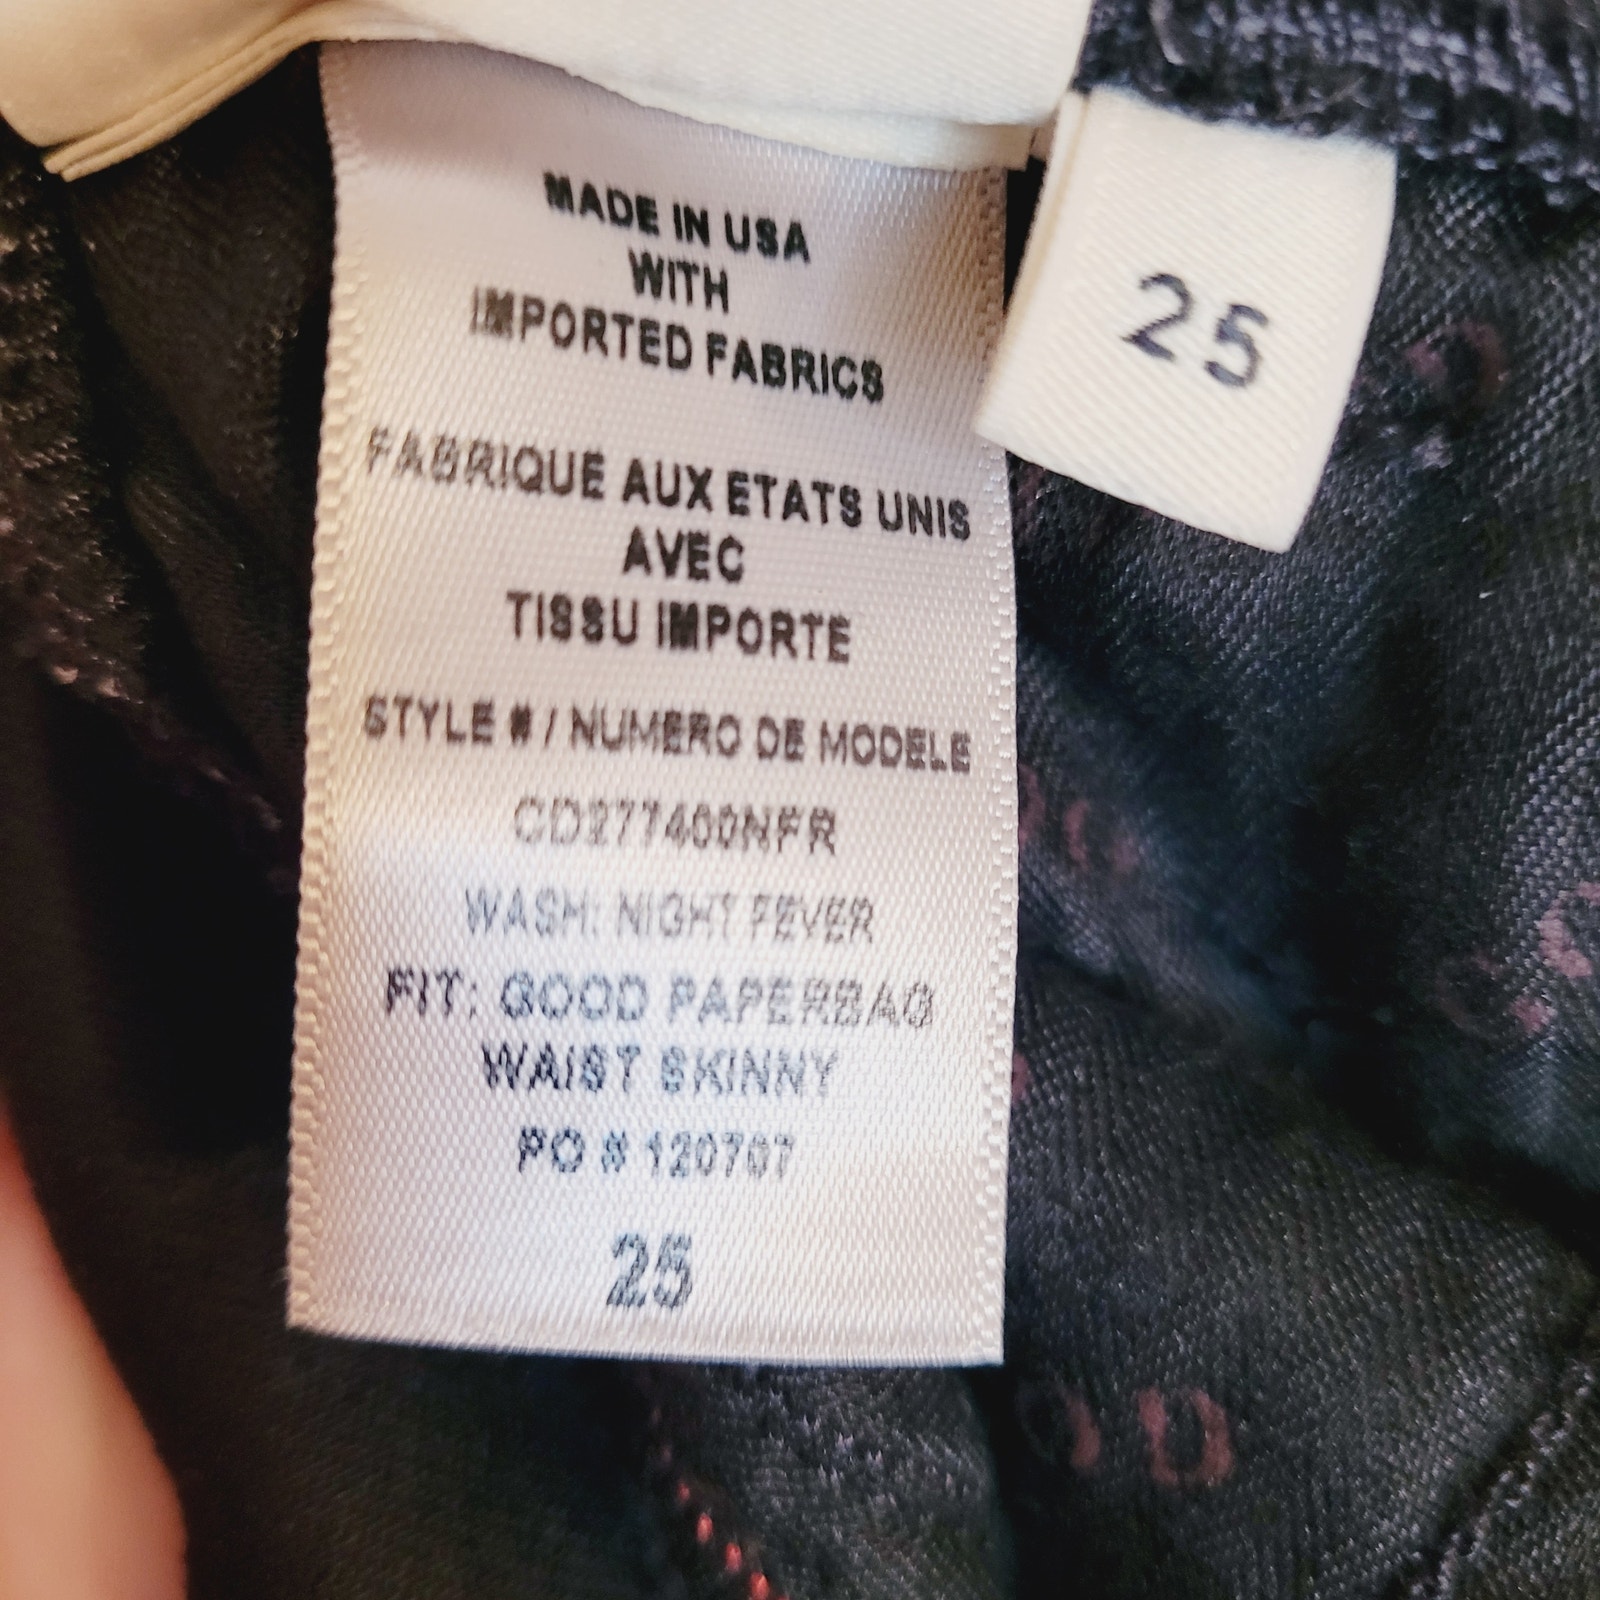 MADE IN USA
WITH
IMPORTED FABRICS
FABRIQUE AUX ETATS UNIS
AVEC
TISSU IMPORTE
STYLE # / NUMERO DE MODELE
CD277400NFR
WASH: NIGHT FEVER
FIT: GOOD PAPERBAG
WAIST SKINNY
PO # 120707
25
25